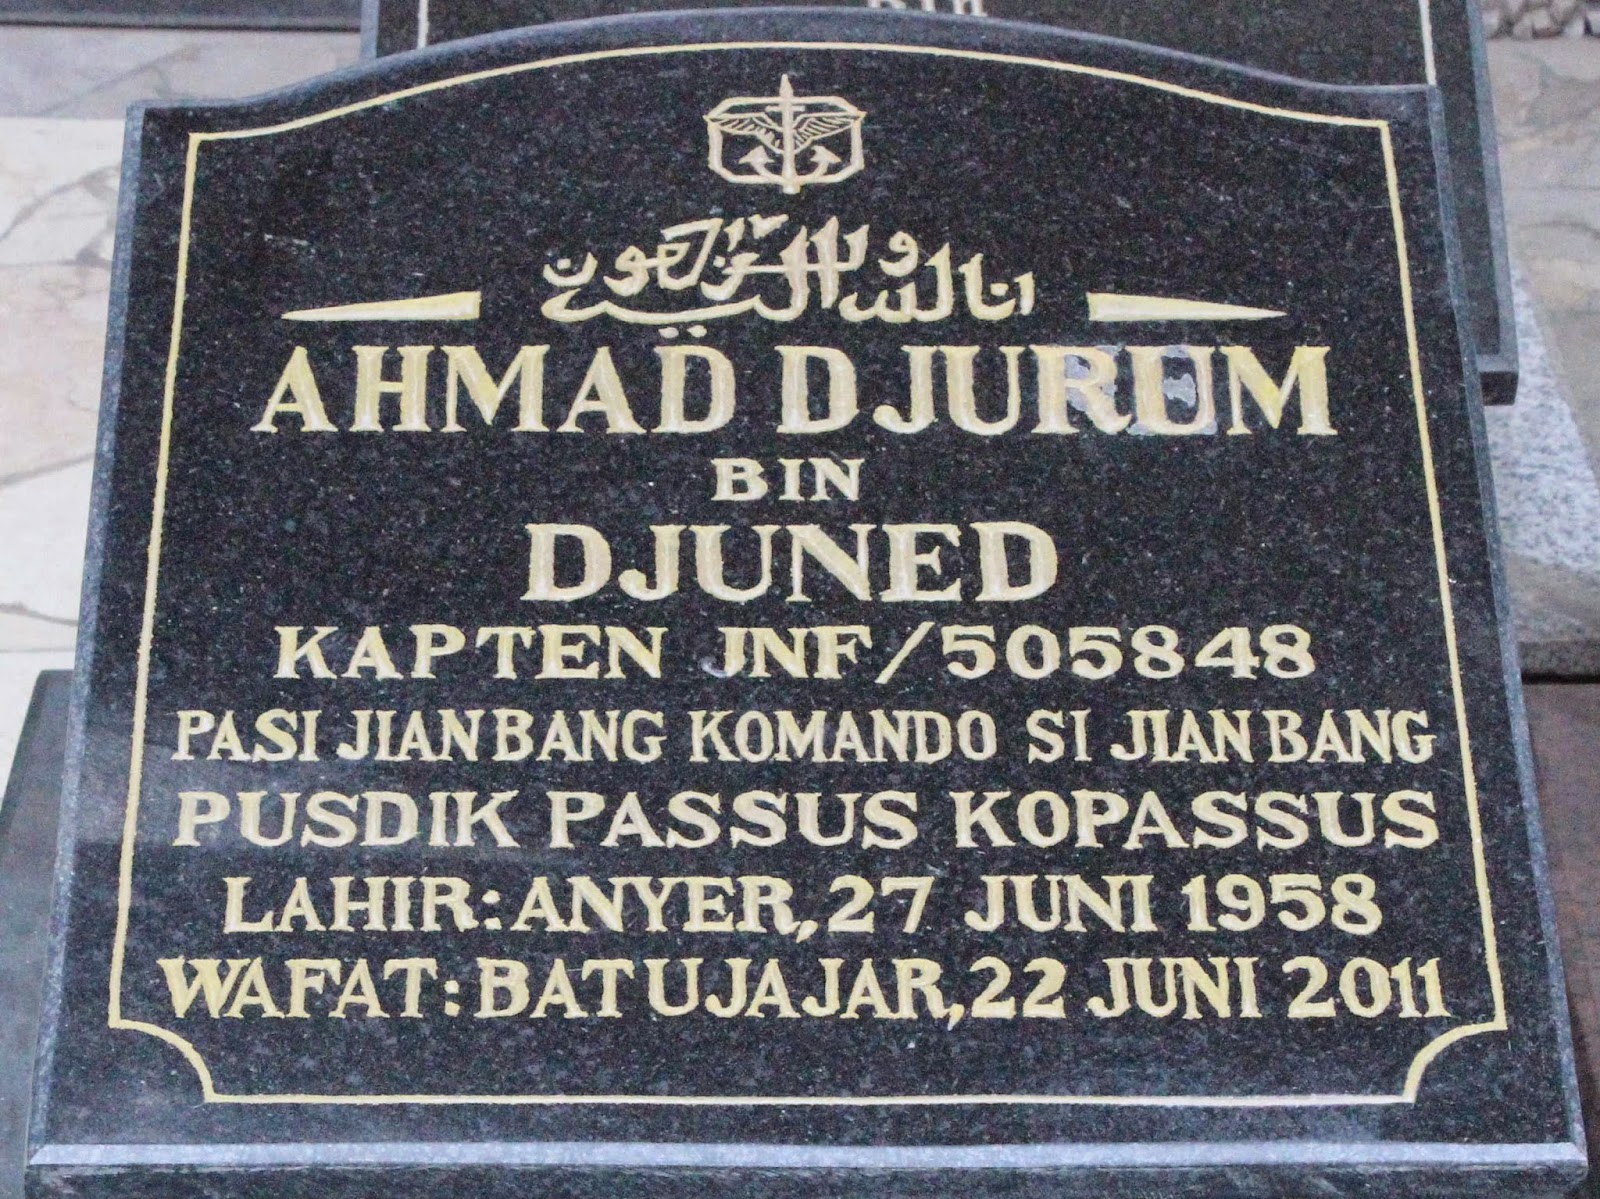 انا لله وانا اليه راجعون
AHMAD DJURUM
BIN
DJUNED
KAPTEN JNF/505848
PASI JIANBANG KOMANDO SI JIANBANG
PUSDIK PASSUS KOPASSUS
LAHIR:ANYER,27 JUNI 1958
WAFAT:BATUJAJAR,22 JUNI 2011